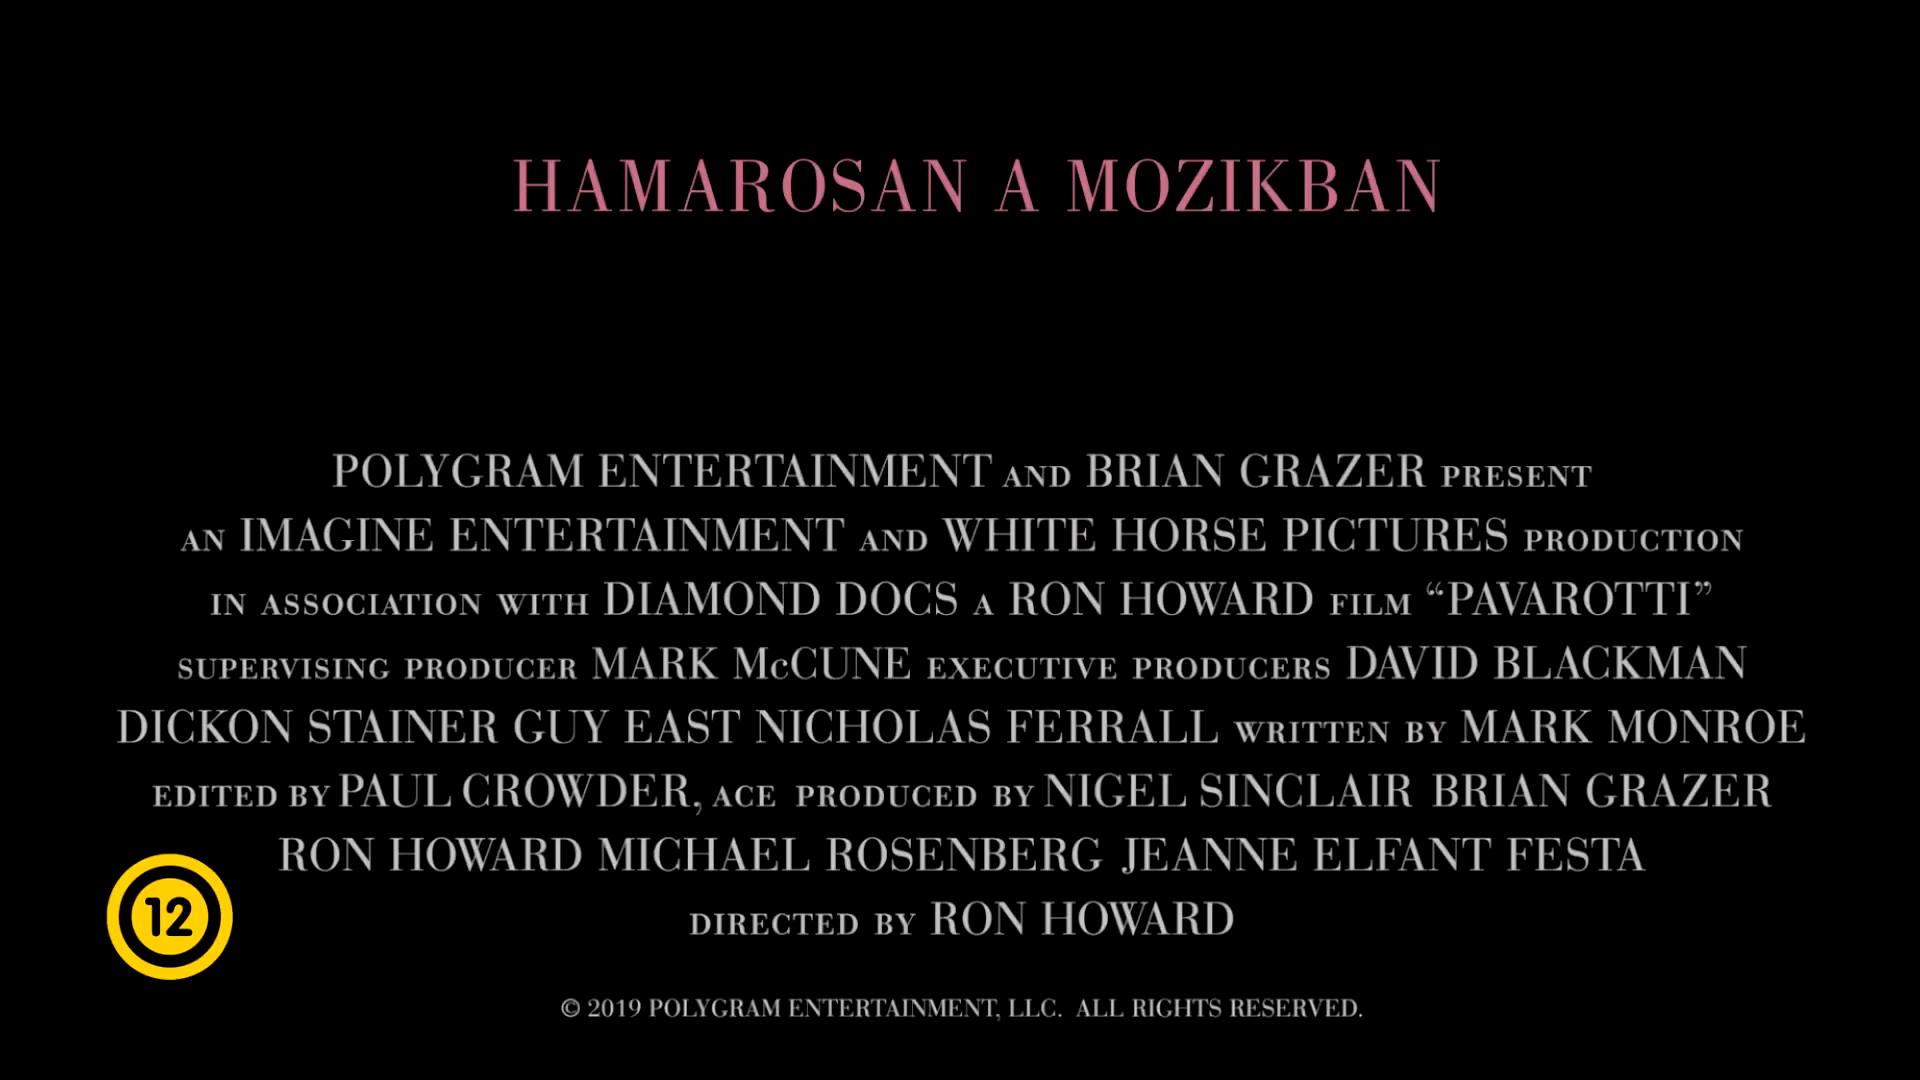 HAMAROSAN A MOZIKBAN
POLYGRAM ENTERTAINMENT AND BRIAN GRAZER PRESENT
AN IMAGINE ENTERTAINMENT AND WHITE HORSE PICTURES PRODUCTION
IN ASSOCIATION WITH DIAMOND DOCS A RON HOWARD FILM “PAVAROTTI”
SUPERVISING PRODUCER MARK McCUNE EXECUTIVE PRODUCERS DAVID BLACKMAN
DICKON STAINER GUY EAST NICHOLAS FERRALL WRITTEN BY MARK MONROE
EDITED BY PAUL CROWDER, ACE PRODUCED BY NIGEL SINCLAIR BRIAN GRAZER
RON HOWARD MICHAEL ROSENBERG JEANNE ELFANT FESTA
DIRECTED BY RON HOWARD
12
© 2019 POLYGRAM ENTERTAINMENT, LLC. ALL RIGHTS RESERVED.